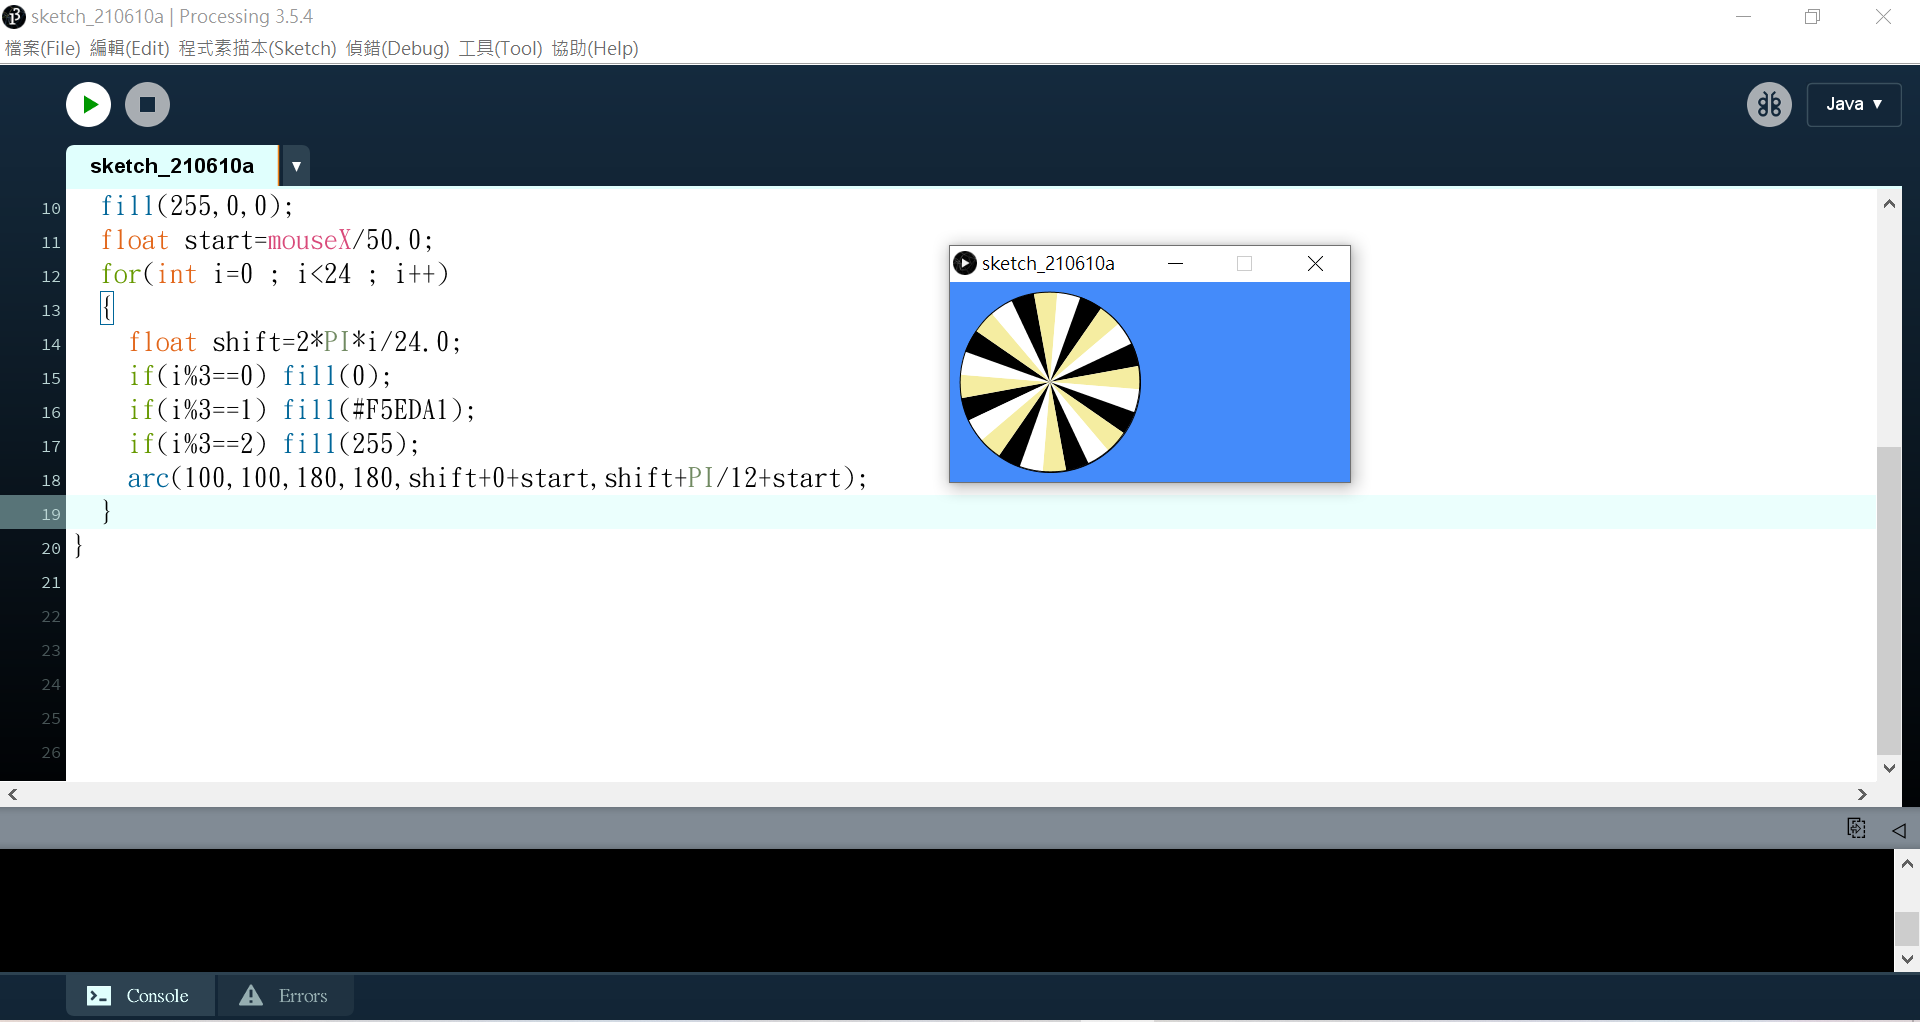 sketch_210610a | Processing 3.5.4
檔案(File) 編輯(Edit) 程式素描本(Sketch) 偵錯(Debug) 工具(Tool) 協助(Help)
Java ▼
sketch_210610a ▼
10 fill(255,0,0);
11 float start=mouseX/50.0;
12 for(int i=0 ; i<24 ; i++)
13 {
14 float shift=2*PI*i/24.0;
15 if(i%3==0) fill(0);
16 if(i%3==1) fill(#F5EDA1);
17 if(i%3==2) fill(255);
18 arc(100,100,180,180,shift+0+start,shift+PI/12+start);
19 }
20 }
21
22
23
24
25
26
sketch_210610a
Console Errors